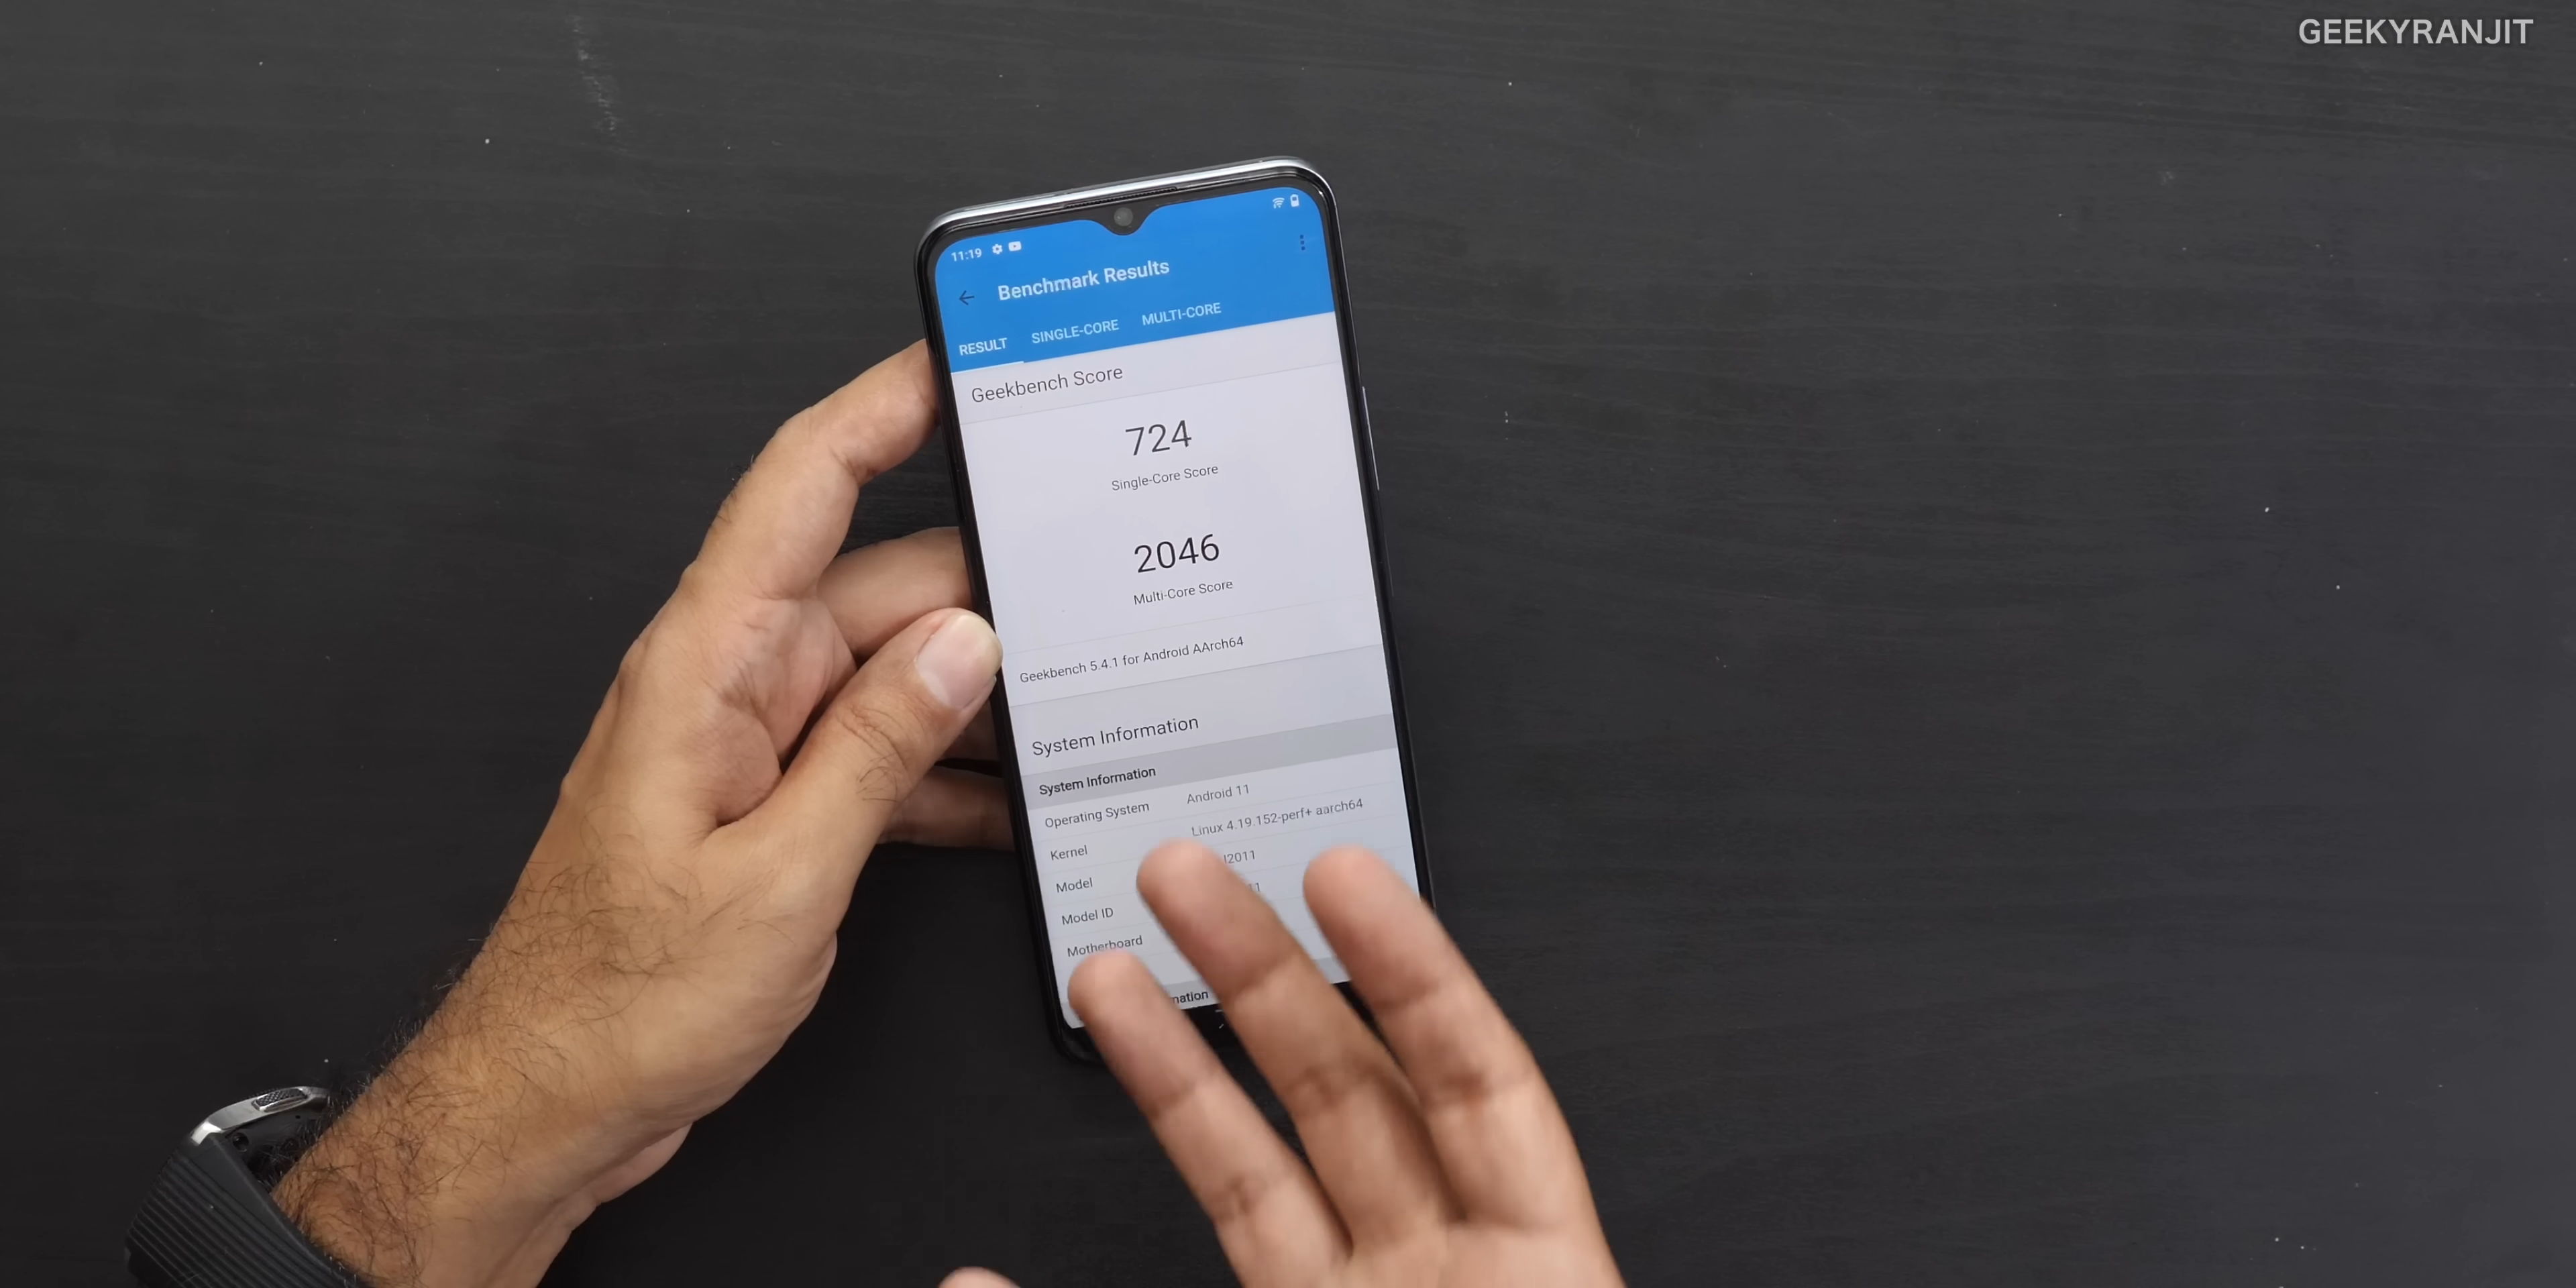 GEEKYRANJIT
11:19
Benchmark Results
RESULT SINGLE-CORE MULTI-CORE
Geekbench Score
724
Single-Core Score
2046
Multi-Core Score
Geekbench 5.4.1 for Android AArch64
System Information
System Information
Operating System Android 11
Kernel Linux 4.19.152-perf+ aarch64
Model
Model ID
Motherboard